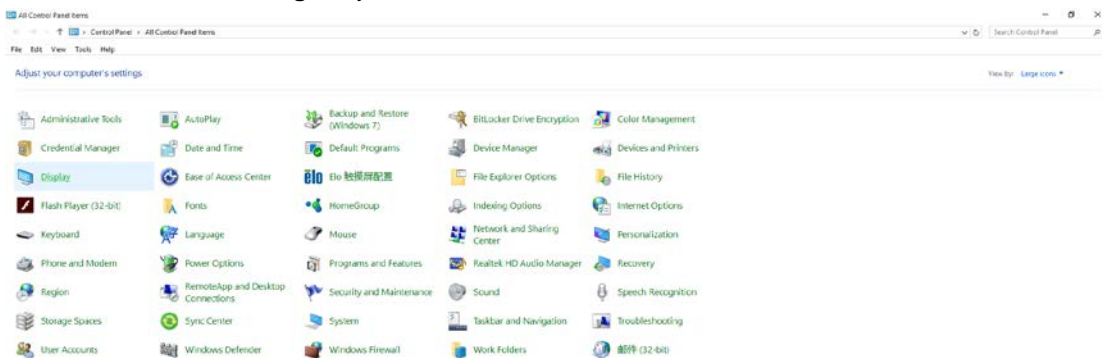 All Control Panel Items
Control Panel › All Control Panel Items
Search Control Panel
File Edit View Tools Help
Adjust your computer's settings
View by: Large icons
Administrative Tools
AutoPlay
Backup and Restore
(Windows 7)
BitLocker Drive Encryption
Color Management
Credential Manager
Date and Time
Default Programs
Device Manager
Devices and Printers
Display
Ease of Access Center
elo
Elo 触摸屏配置
File Explorer Options
File History
Flash Player (32-bit)
Fonts
HomeGroup
Indexing Options
Internet Options
Keyboard
Language
Mouse
Network and Sharing
Center
Personalization
Phone and Modem
Power Options
Programs and Features
Realtek HD Audio Manager
Recovery
Region
RemoteApp and Desktop
Connections
Security and Maintenance
Sound
Speech Recognition
Storage Spaces
Sync Center
System
Taskbar and Navigation
Troubleshooting
User Accounts
Windows Defender
Windows Firewall
Work Folders
邮件 (32-bit)